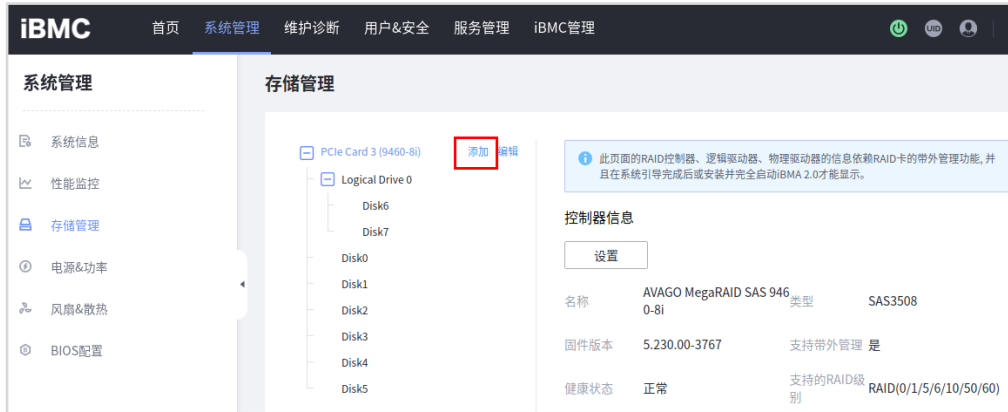 iBMC 首页 系统管理 维护诊断 用户&安全 服务管理 iBMC管理 UID
系统管理
存储管理
系统信息
性能监控
存储管理
电源&功率
风扇&散热
BIOS配置
PCIe Card 3 (9460-8i) 添加 编辑
Logical Drive 0
Disk6
Disk7
Disk0
Disk1
Disk2
Disk3
Disk4
Disk5
此页面的RAID控制器、逻辑驱动器、物理驱动器的信息依赖RAID卡的带外管理功能, 并
且在系统引导完成后或安装并完全启动iBMA 2.0才能显示。
控制器信息
设置
名称 AVAGO MegaRAID SAS 946
0-8i
类型 SAS3508
固件版本 5.230.00-3767 支持带外管理 是
健康状态 正常
支持的RAID级
别
RAID(0/1/5/6/10/50/60)